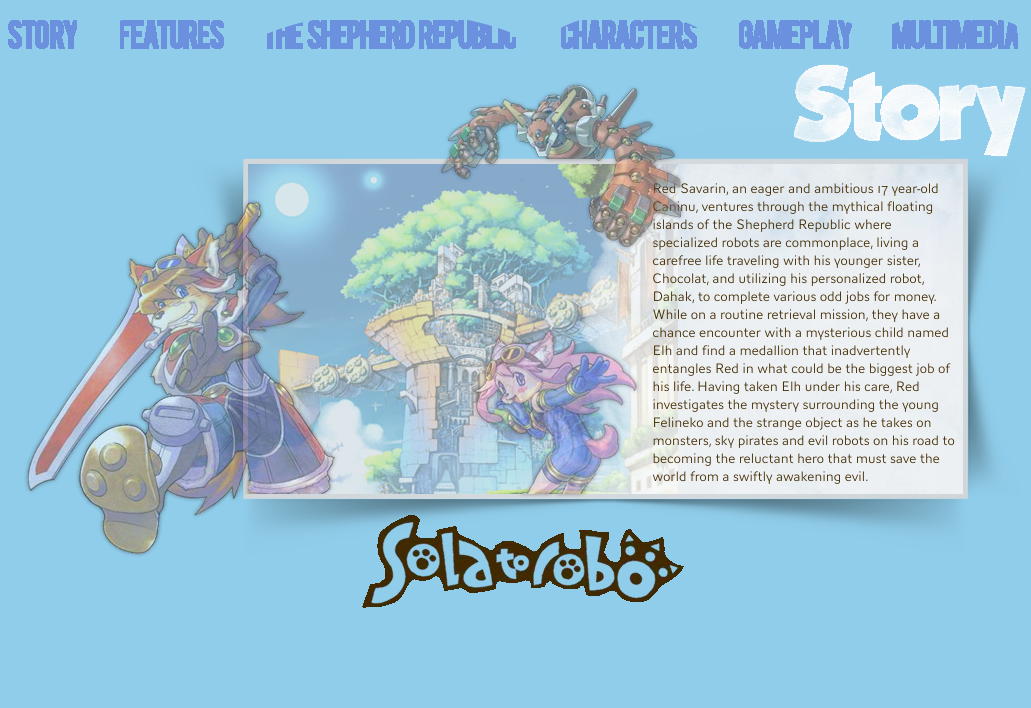 STORY FEATURES THE SHEPHERD REPUBLIC CHARACTERS GAMEPLAY MULTIMEDIA
Story
Red Savarin, an eager and ambitious 17 year-old
Caninu, ventures through the mythical floating
islands of the Shepherd Republic where
specialized robots are commonplace, living a
carefree life traveling with his younger sister,
Chocolat, and utilizing his personalized robot,
Dahak, to complete various odd jobs for money.
While on a routine retrieval mission, they have a
chance encounter with a mysterious child named
Elh and find a medallion that inadvertently
entangles Red in what could be the biggest job of
his life. Having taken Elh under his care, Red
investigates the mystery surrounding the young
Felineko and the strange object as he takes on
monsters, sky pirates and evil robots on his road to
becoming the reluctant hero that must save the
world from a swiftly awakening evil.
Solatorobo